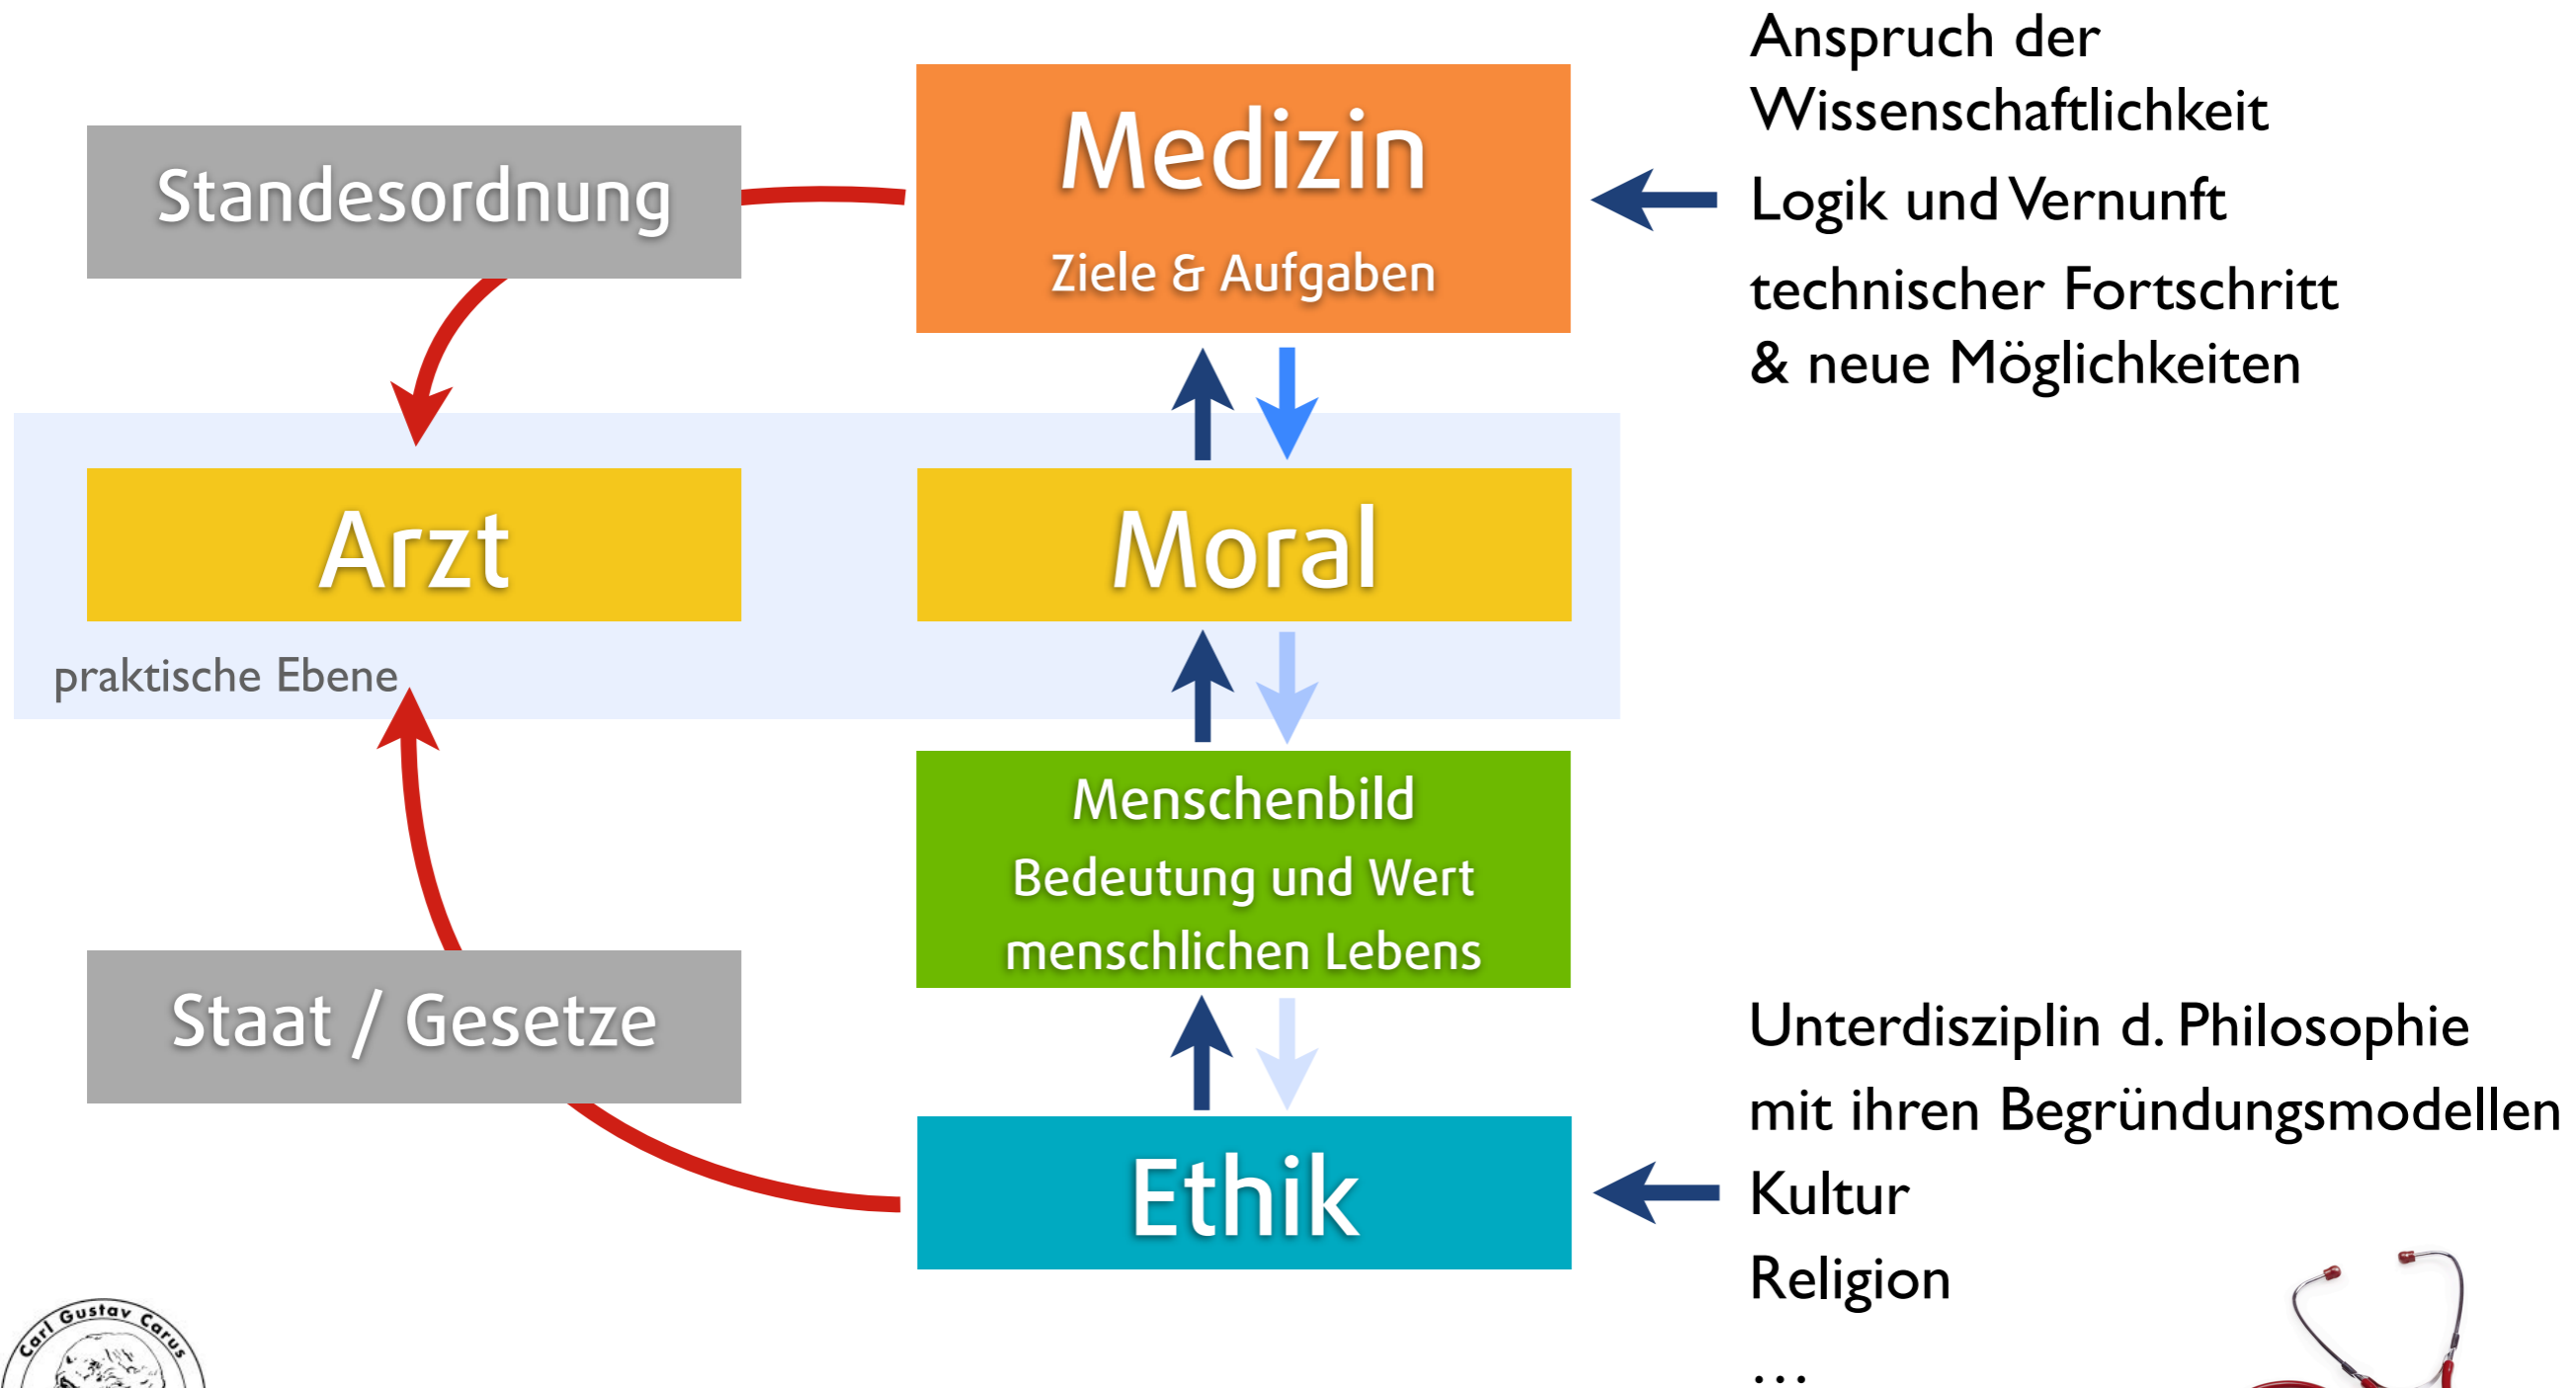 Anspruch der
Wissenschaftlichkeit
Logik und Vernunft
technischer Fortschritt
& neue Möglichkeiten
Standesordnung
Medizin
Ziele & Aufgaben
Arzt
Moral
praktische Ebene
Menschenbild
Bedeutung und Wert
menschlichen Lebens
Staat / Gesetze
Ethik
Unterdisziplin d. Philosophie
mit ihren Begründungsmodellen
Kultur
Religion
...
Carl Gustav Carus